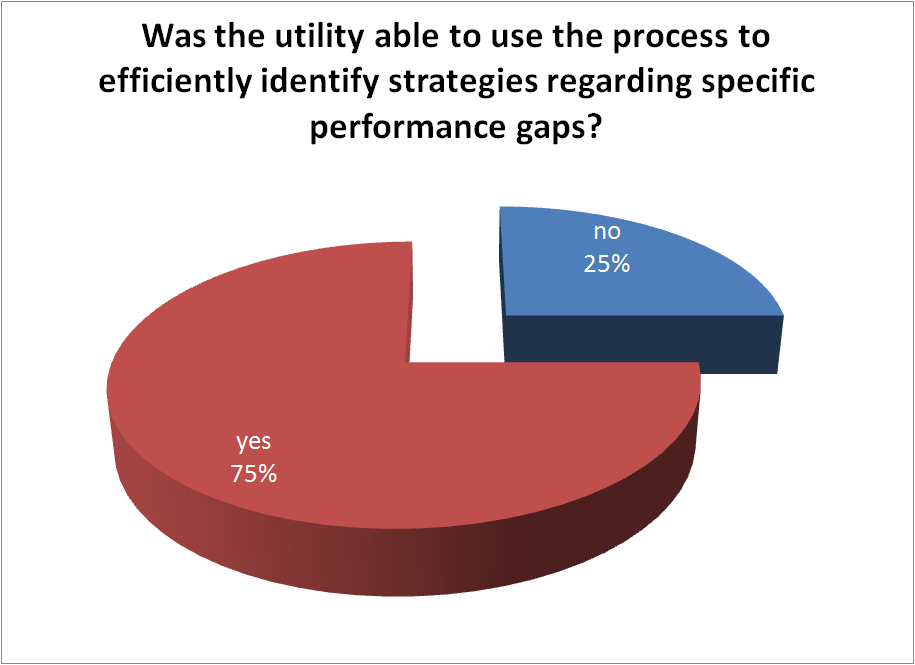 Was the utility able to use the process to
efficiently identify strategies regarding specific
performance gaps?
no
25%
yes
75%